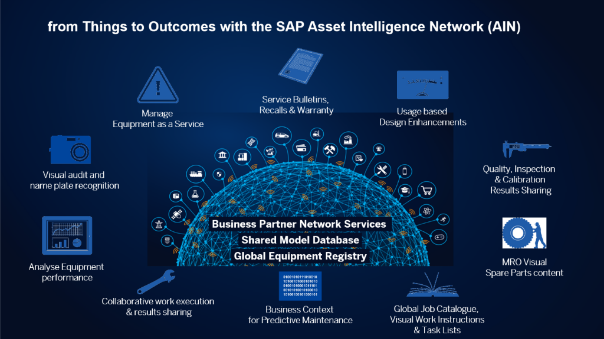 from Things to Outcomes with the SAP Asset Intelligence Network (AIN)
Service Bulletins,
Recalls & Warranty
Manage
Equipment as a Service
Usage based
Design Enhancements
Visual audit and
name plate recognition
Quality, Inspection
& Calibration
Results Sharing
Business Partner Network Services
Shared Model Database
Global Equipment Registry
Analyse Equipment
performance
MRO Visual
Spare Parts content
Collaborative work execution
& results sharing
Business Context
for Predictive Maintenance
Global Job Catalogue,
Visual Work Instructions
& Task Lists